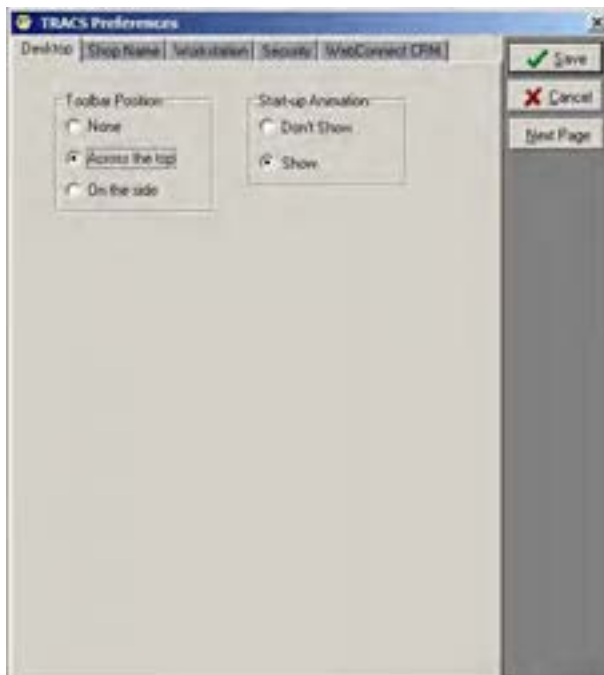 TRACS Preferences
Desktop Shop Name Workstation Security WebConnect CRM
Save
Cancel
Next Page
Toolbar Position
None
Across the top
On the side
Start-up Animation
Don't Show
Show